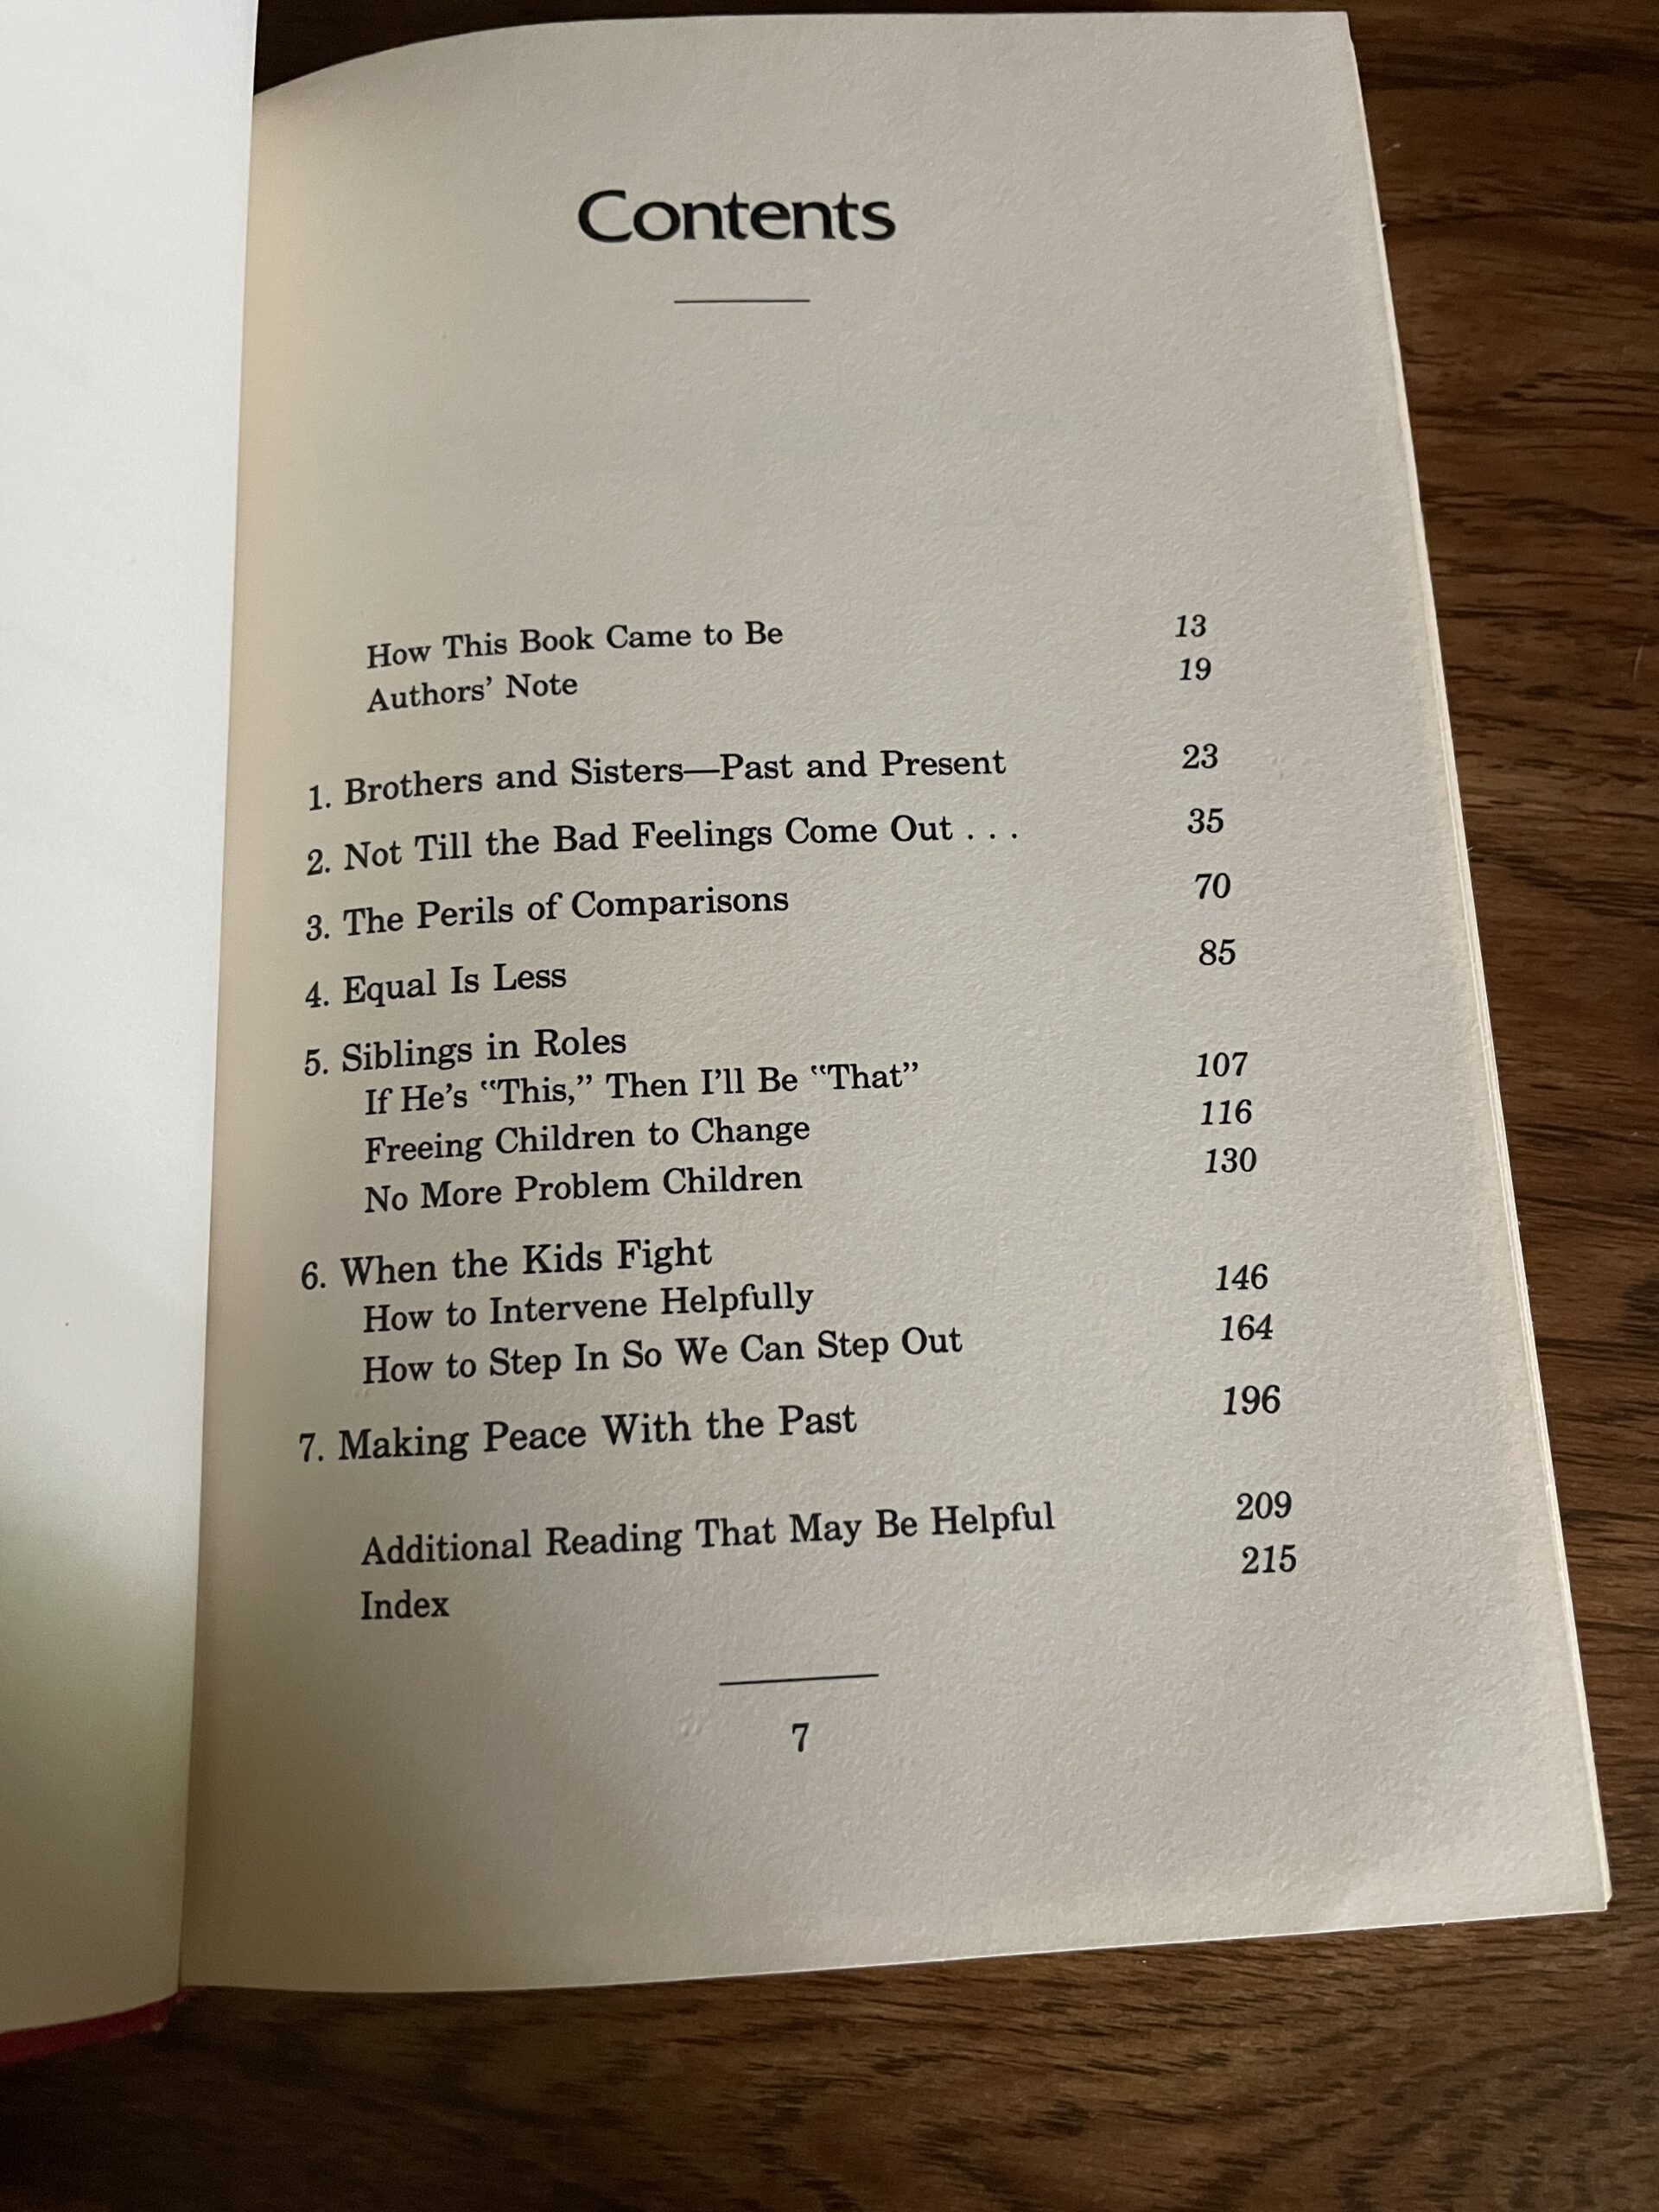 Contents
How This Book Came to Be 13
Authors’ Note 19
1. Brothers and Sisters—Past and Present 23
2. Not Till the Bad Feelings Come Out . . . 35
3. The Perils of Comparisons 70
4. Equal Is Less 85
5. Siblings in Roles
If He’s “This,” Then I’ll Be “That” 107
Freeing Children to Change 116
No More Problem Children 130
6. When the Kids Fight
How to Intervene Helpfully 146
How to Step In So We Can Step Out 164
7. Making Peace With the Past 196
Additional Reading That May Be Helpful 209
Index 215
7